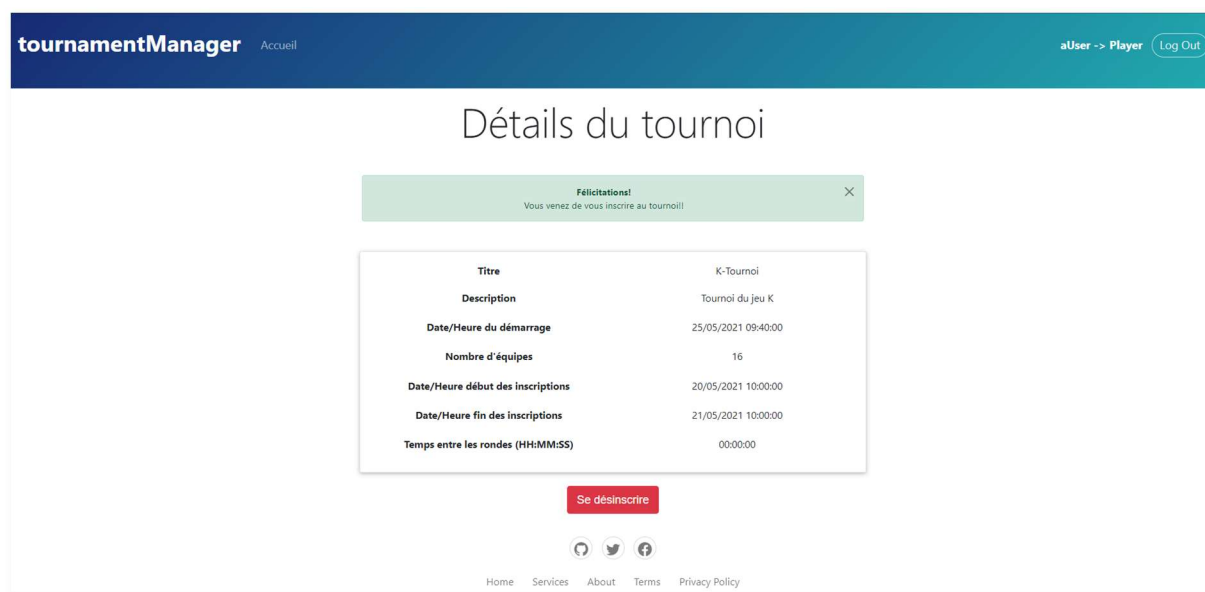 tournamentManager Accueil aUser -> Player Log Out
Détails du tournoi
Félicitations!
Vous venez de vous inscrire au tournoi!!
Titre K-Tournoi
Description Tournoi du jeu K
Date/Heure du démarrage 25/05/2021 09:40:00
Nombre d'équipes 16
Date/Heure début des inscriptions 20/05/2021 10:00:00
Date/Heure fin des inscriptions 21/05/2021 10:00:00
Temps entre les rondes (HH:MM:SS) 00:00:00
Se désinscrire
Home Services About Terms Privacy Policy